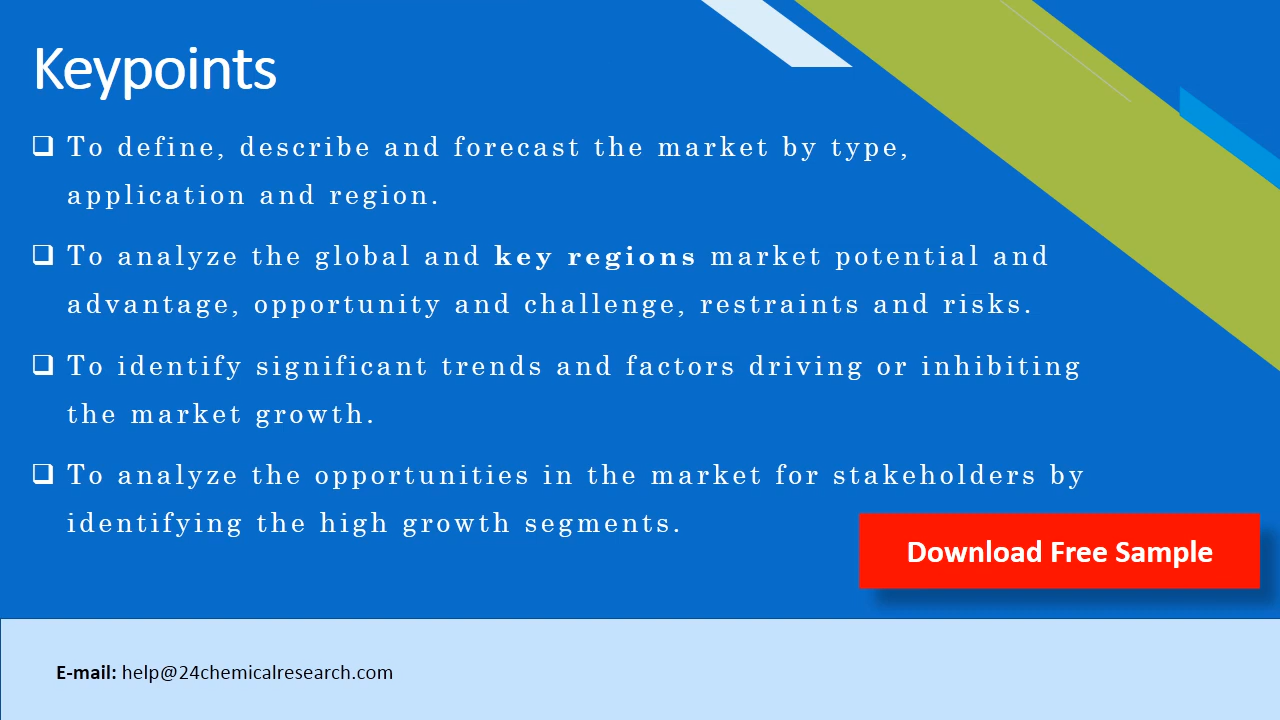 Keypoints
❑ To define, describe and forecast the market by type,
application and region.
❑ To analyze the global and key regions market potential and
advantage, opportunity and challenge, restraints and risks.
❑ To identify significant trends and factors driving or inhibiting
the market growth.
❑ To analyze the opportunities in the market for stakeholders by
identifying the high growth segments.
Download Free Sample
E-mail: help@24chemicalresearch.com